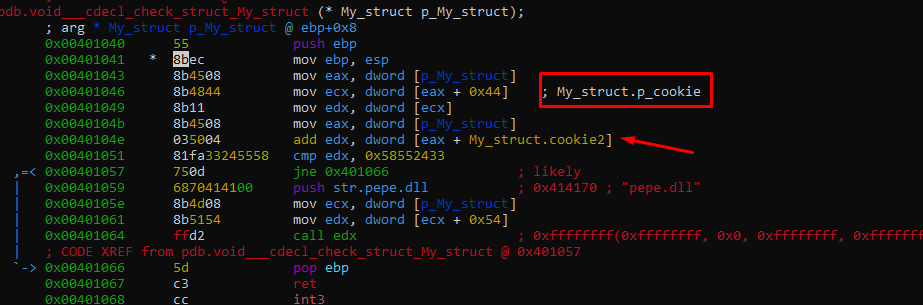 pdb.void___cdecl_check_struct_My_struct (* My_struct p_My_struct);
; arg * My_struct p_My_struct @ ebp+0x8
0x00401040 55 push ebp
0x00401041 * 8bec mov ebp, esp
0x00401043 8b4508 mov eax, dword [p_My_struct]
0x00401046 8b4844 mov ecx, dword [eax + 0x44] ; My_struct.p_cookie
0x00401049 8b11 mov edx, dword [ecx]
0x0040104b 8b4508 mov eax, dword [p_My_struct]
0x0040104e 035004 add edx, dword [eax + My_struct.cookie2]
0x00401051 81fa33245558 cmp edx, 0x58552433
,=< 0x00401057 750d jne 0x401066 ; likely
| 0x00401059 6870414100 push str.pepe.dll ; 0x414170 ; "pepe.dll"
| 0x0040105e 8b4d08 mov ecx, dword [p_My_struct]
| 0x00401061 8b5154 mov edx, dword [ecx + 0x54]
| 0x00401064 ffd2 call edx ; 0xffffffff(0xffffffff, 0x0, 0xffffffff, 0xfffffff
| ; CODE XREF from pdb.void___cdecl_check_struct_My_struct @ 0x401057
`-> 0x00401066 5d pop ebp
0x00401067 c3 ret
0x00401068 cc int3